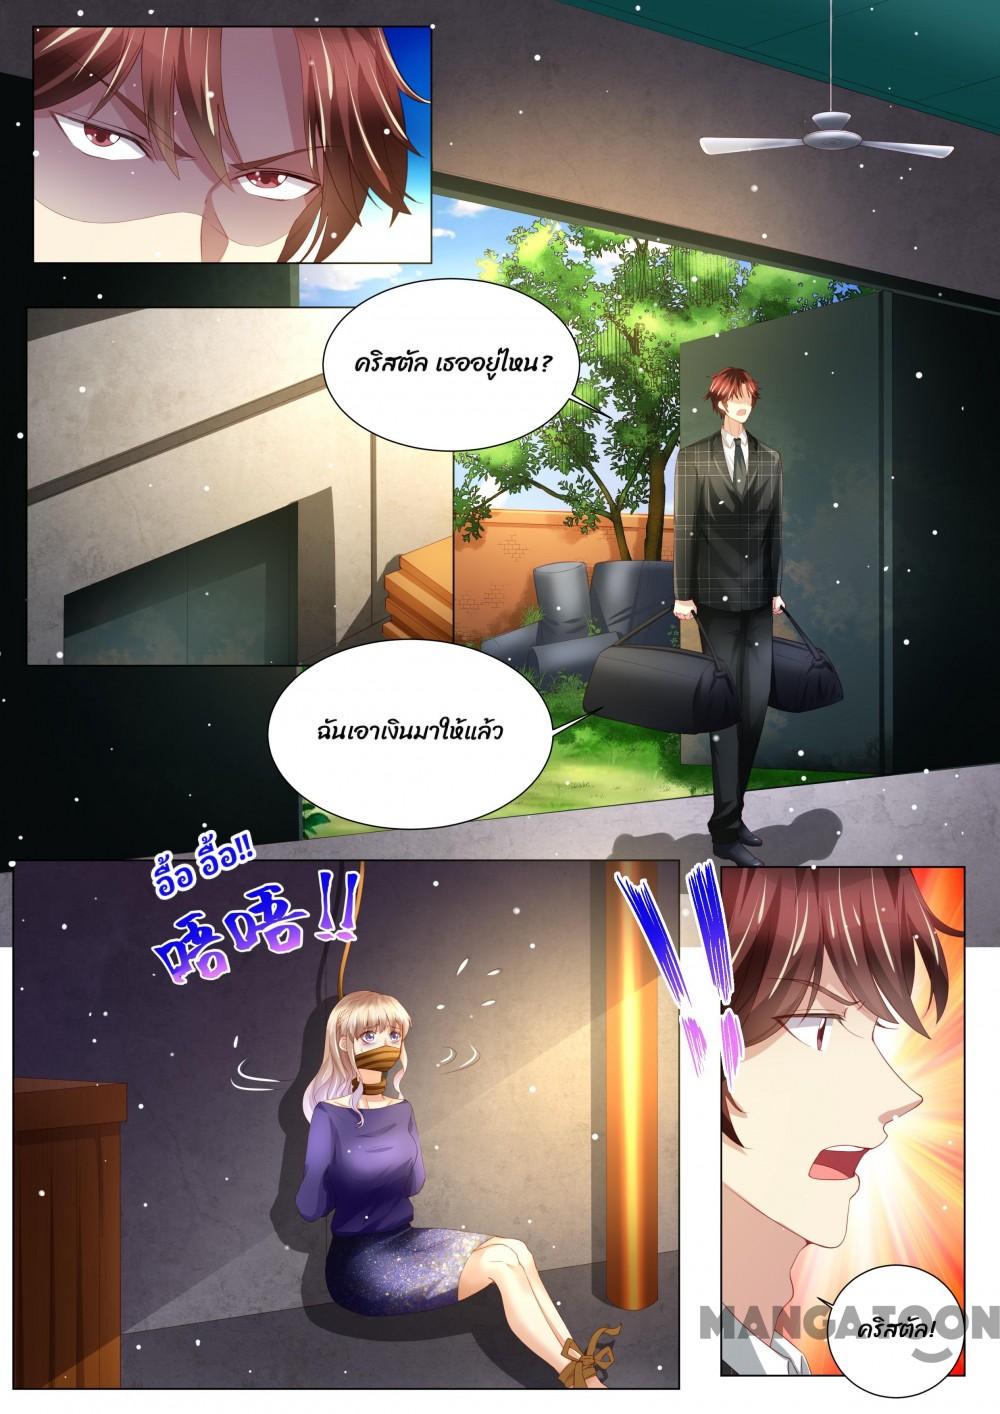 คริสตัล เธออยู่ไหน?
ฉันเอาเงินมาให้แล้ว
อื้อ อื้อ!!
唔唔!!
คริสตัล!
MANGATOON